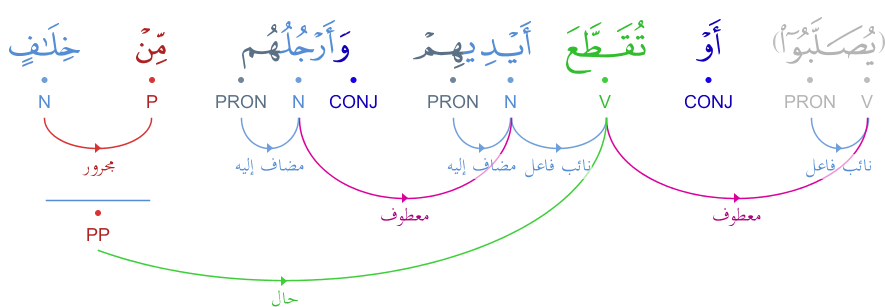 (يُصَلَّبُوٓا۟) أَوْ تُقَطَّعَ أَيْدِيهِمْ وَأَرْجُلُهُم مِّنْ خِلَٰفٍ
V PRON CONJ V N PRON CONJ N PRON P N
نائب فاعل نائب فاعل مضاف إليه مضاف إليه مجرور
معطوف معطوف
PP
حال